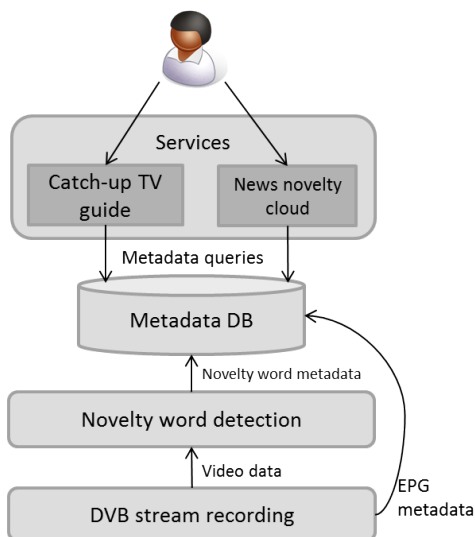 Services
Catch-up TV
guide
News novelty
cloud
Metadata queries
Metadata DB
Novelty word metadata
Novelty word detection
Video data
EPG
metadata
DVB stream recording